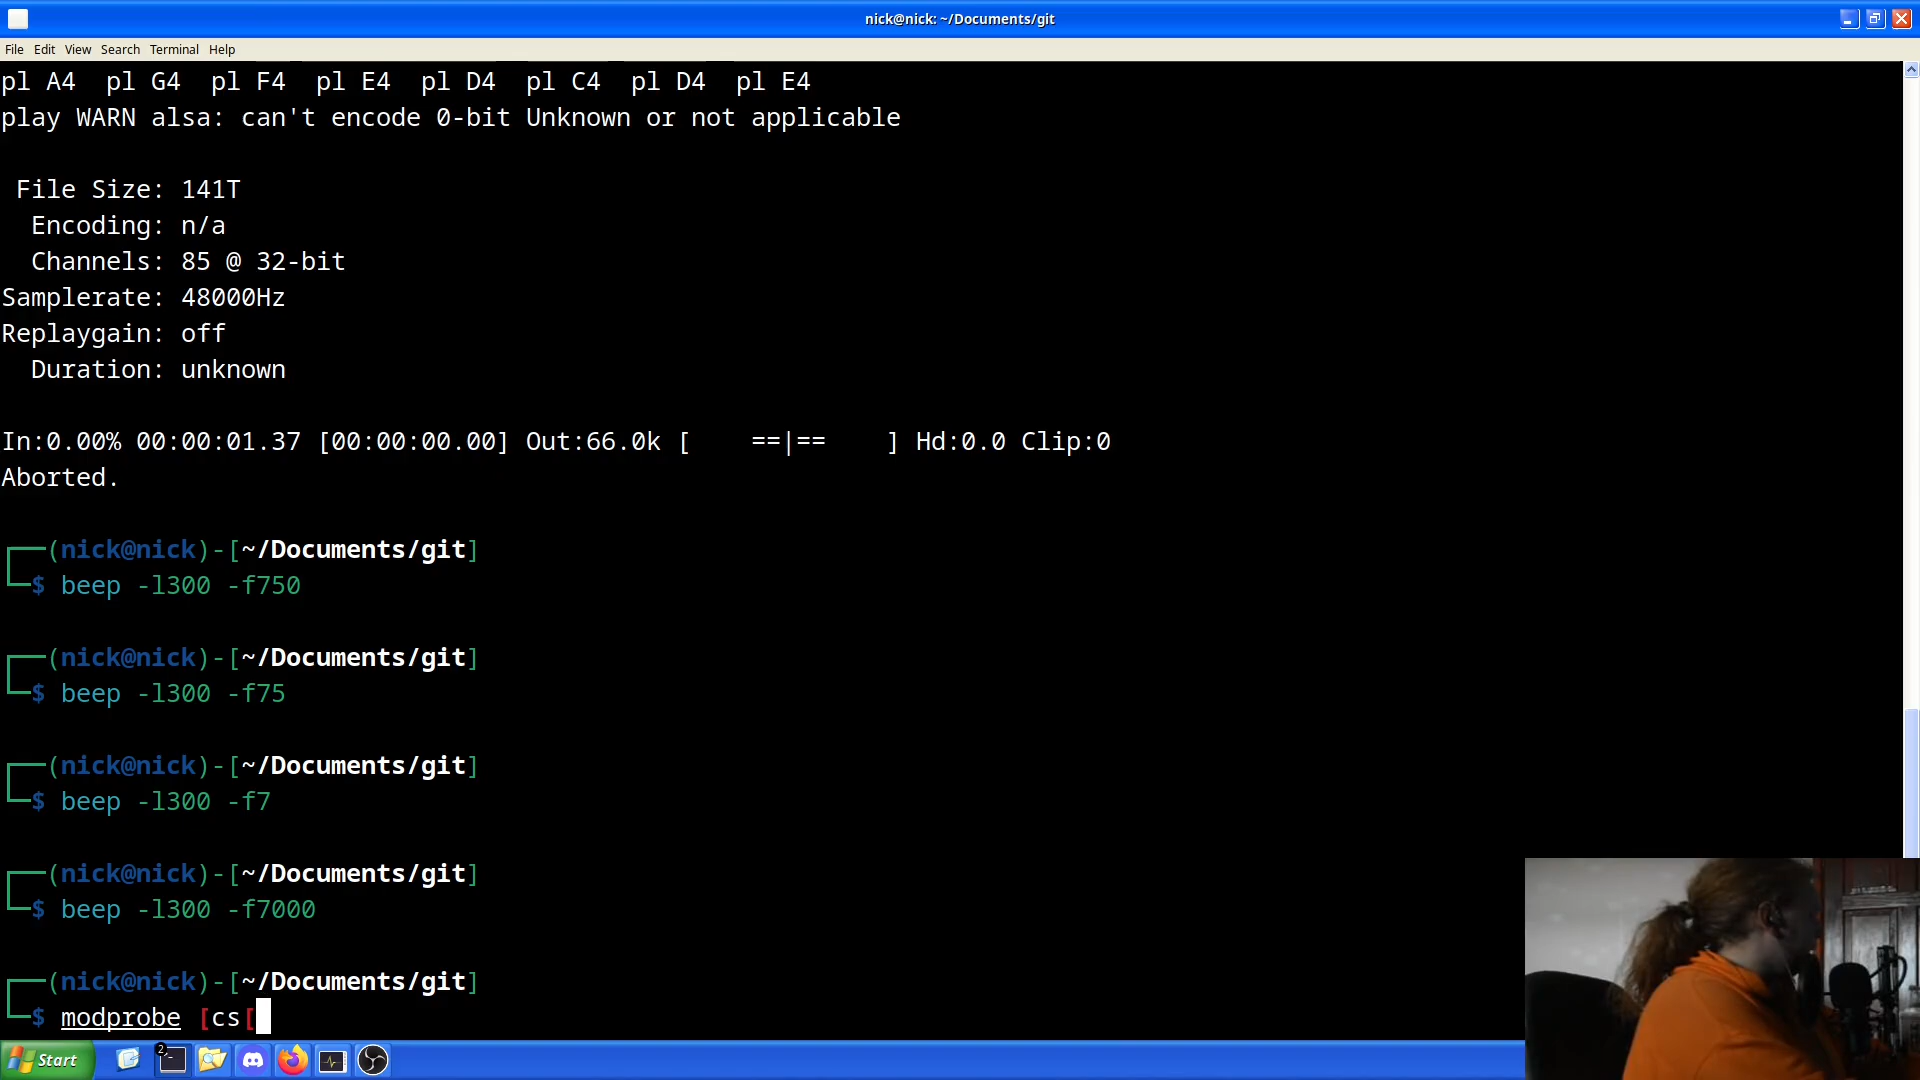 nick@nick: ~/Documents/git
File Edit View Search Terminal Help
pl A4  pl G4  pl F4  pl E4  pl D4  pl C4  pl D4  pl E4
play WARN alsa: can't encode 0-bit Unknown or not applicable
File Size: 141T
Encoding: n/a
Channels: 85 @ 32-bit
Samplerate: 48000Hz
Replaygain: off
Duration: unknown
In:0.00% 00:00:01.37 [00:00:00.00] Out:66.0k [    ==|==    ] Hd:0.0 Clip:0
Aborted.
┌──(nick@nick)-[~/Documents/git]
└─$ beep -l300 -f750
┌──(nick@nick)-[~/Documents/git]
└─$ beep -l300 -f75
┌──(nick@nick)-[~/Documents/git]
└─$ beep -l300 -f7
┌──(nick@nick)-[~/Documents/git]
└─$ beep -l300 -f7000
┌──(nick@nick)-[~/Documents/git]
└─$ modprobe [cs[
Start 2